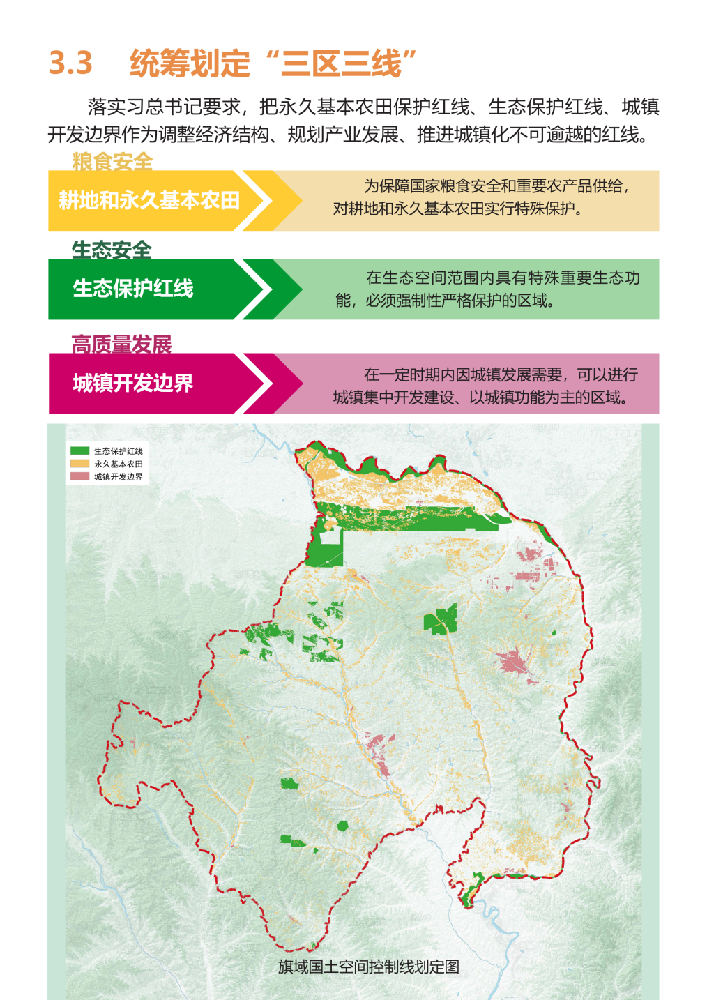 3.3 统筹划定“三区三线”
落实习总书记要求，把永久基本农田保护红线、生态保护红线、城镇
开发边界作为调整经济结构、规划产业发展、推进城镇化不可逾越的红线。
粮食安全
耕地和永久基本农田
为保障国家粮食安全和重要农产品供给，
对耕地和永久基本农田实行特殊保护。
生态安全
生态保护红线
在生态空间范围内具有特殊重要生态功
能，必须强制性严格保护的区域。
高质量发展
城镇开发边界
在一定时期内因城镇发展需要，可以进行
城镇集中开发建设、以城镇功能为主的区域。
生态保护红线
永久基本农田
城镇开发边界
旗域国土空间控制线划定图